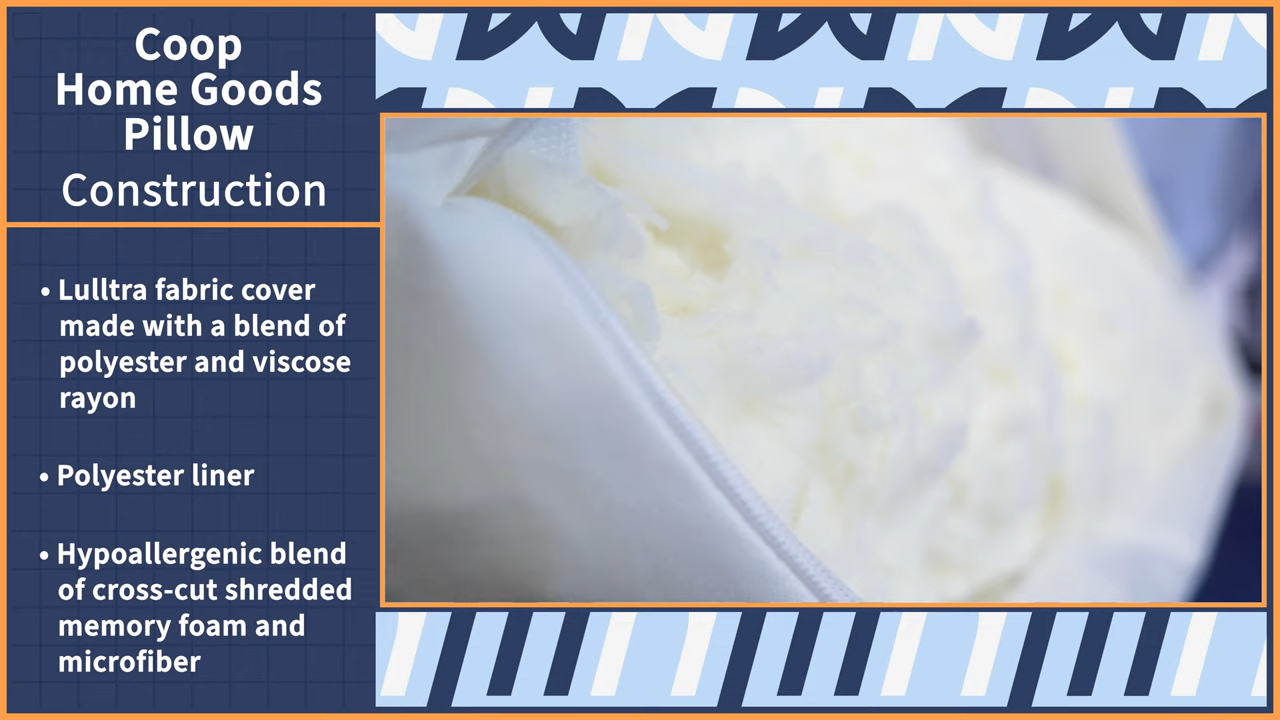 Coop
Home Goods
Pillow
Construction
• Lulltra fabric cover
made with a blend of
polyester and viscose
rayon
• Polyester liner
• Hypoallergenic blend
of cross-cut shredded
memory foam and
microfiber